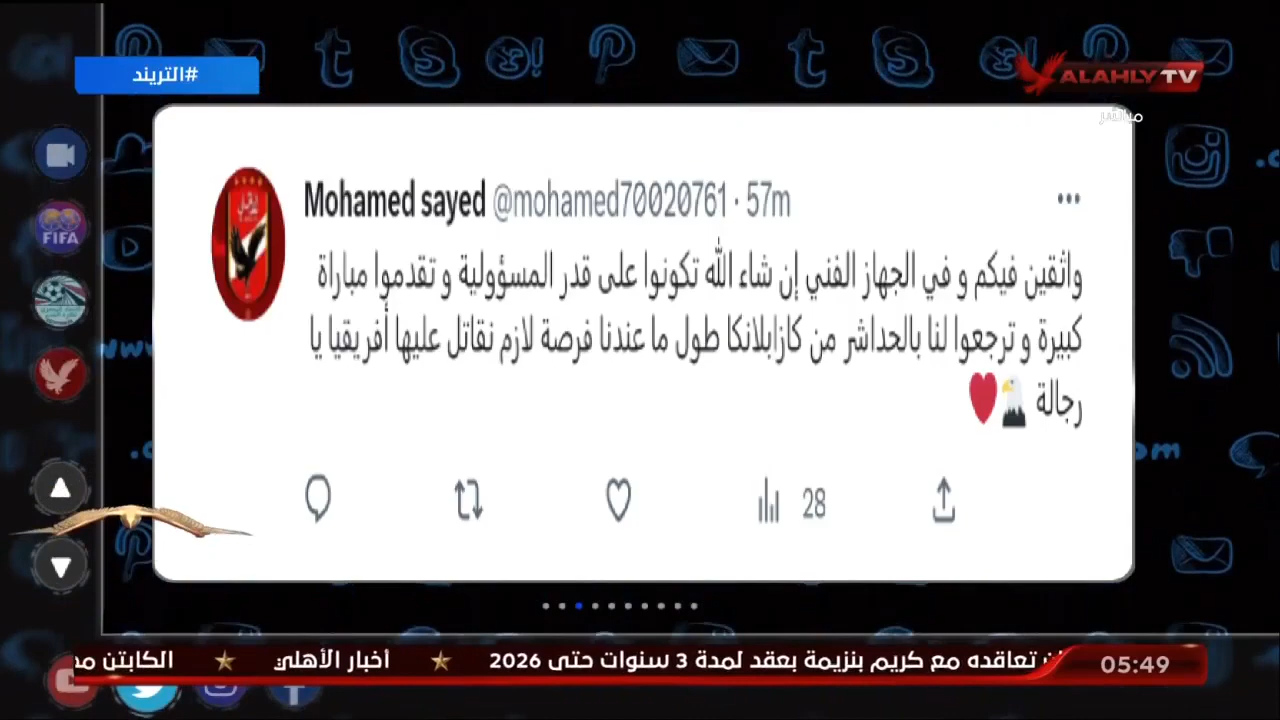 #التريند
ALAHLY TV
مباشر
FIFA
Mohamed sayed @mohamed70020761 · 57m
واثقين فيكم و في الجهاز الفني إن شاء الله تكونوا على قدر المسؤولية و تقدموا مباراة
كبيرة و ترجعوا لنا بالحداشر من كازابلانكا طول ما عندنا فرصة لازم نقاتل عليها أفريقيا يا
رجالة 🦅♥
28
تعاقده مع كريم بنزيمة بعقد لمدة 3 سنوات حتى 2026 ★ أخبار الأهلي ★ الكابتن
05:49